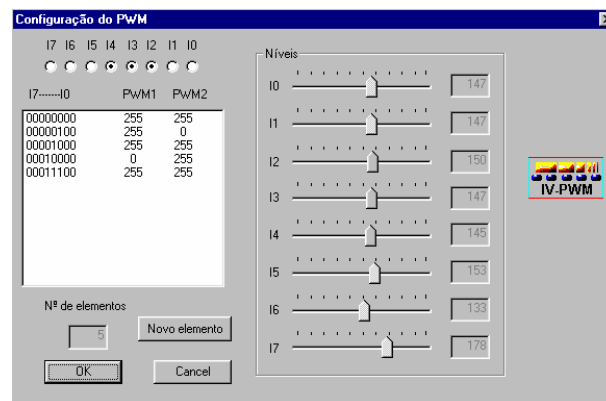 Configuração do PWM
I7 I6 I5 I4 I3 I2 I1 I0
I7------I0 PWM1 PWM2
00000000 255 255
00000100 255 0
00001000 255 255
00010000 0 255
00011100 255 255
Nº de elementos
5
Novo elemento
OK
Cancel
Níveis
I0 147
I1 147
I2 150
I3 147
I4 145
I5 153
I6 133
I7 178
IV-PWM